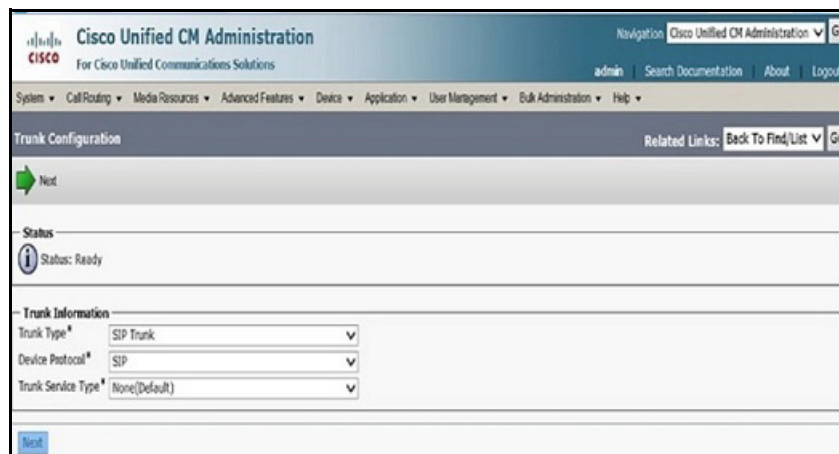 Cisco Unified CM Administration
CISCO
For Cisco Unified Communications Solutions
Navigation Cisco Unified CM Administration
admin Search Documentation About Logout
System Call Routing Media Resources Advanced Features Device Application User Management Bulk Administration Help
Trunk Configuration
Related Links: Back To Find/List
Next
Status
Status: Ready
Trunk Information
Trunk Type* SIP Trunk
Device Protocol* SIP
Trunk Service Type* None(Default)
Next